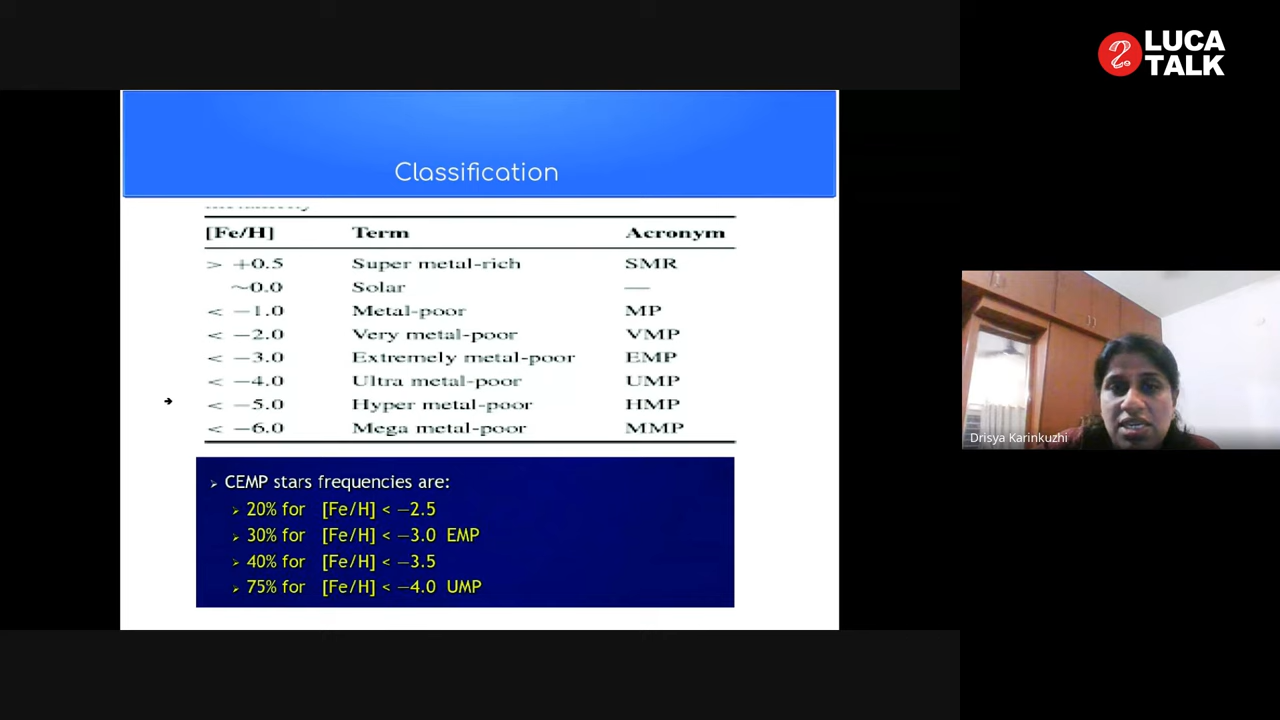 LUCA
TALK
Classification
[Fe/H] Term Acronym
> +0.5 Super metal-rich SMR
~0.0 Solar —
< −1.0 Metal-poor MP
< −2.0 Very metal-poor VMP
< −3.0 Extremely metal-poor EMP
< −4.0 Ultra metal-poor UMP
< −5.0 Hyper metal-poor HMP
< −6.0 Mega metal-poor MMP
CEMP stars frequencies are:
20% for [Fe/H] < −2.5
30% for [Fe/H] < −3.0 EMP
40% for [Fe/H] < −3.5
75% for [Fe/H] < −4.0 UMP
Drisya Karinkuzhi